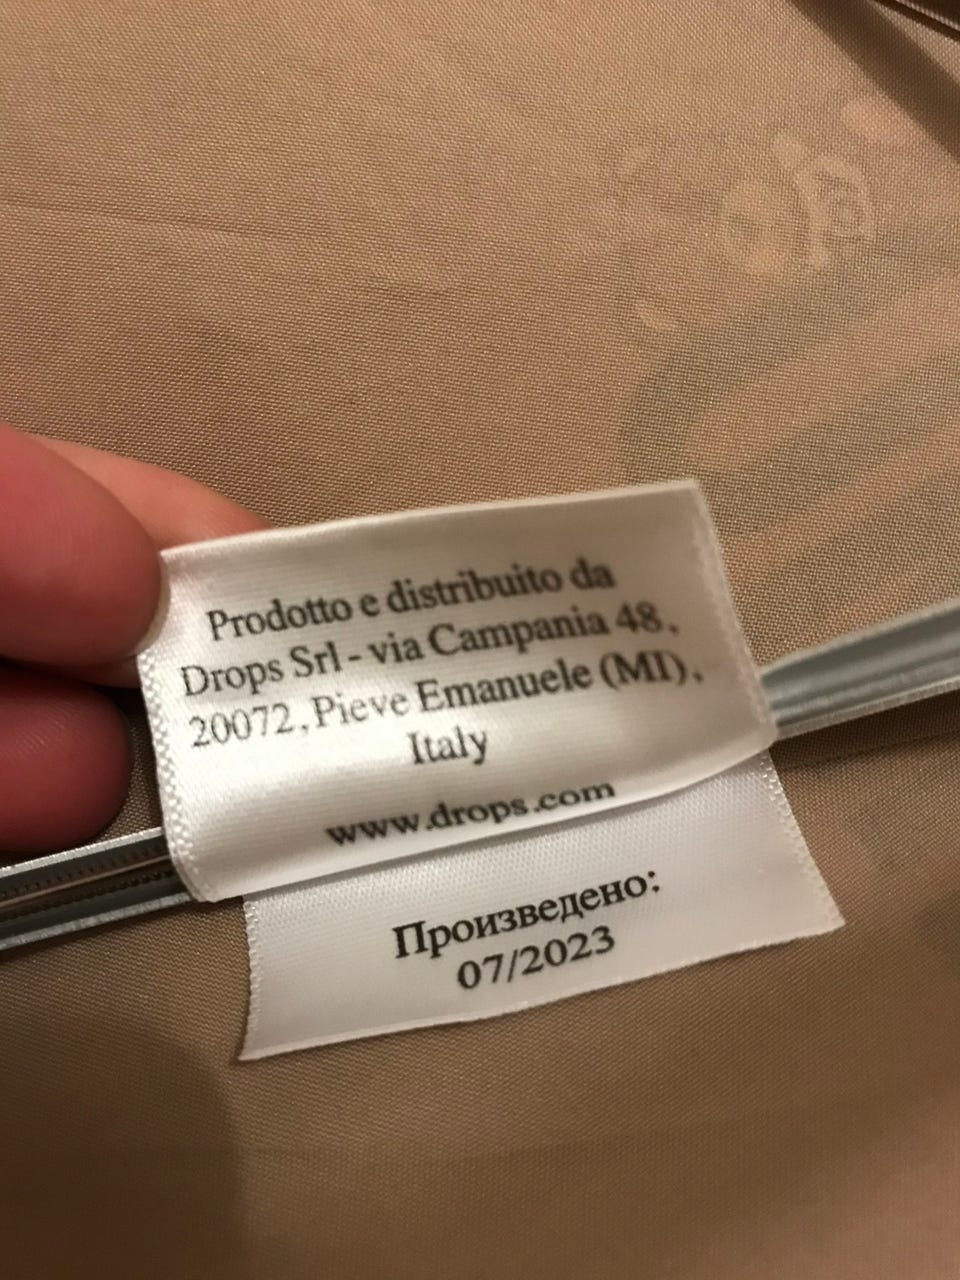 Prodotto e distribuito da
Drops Srl - via Campania 48,
20072, Pieve Emanuele (MI),
Italy
www.drops.com
Произведено:
07/2023